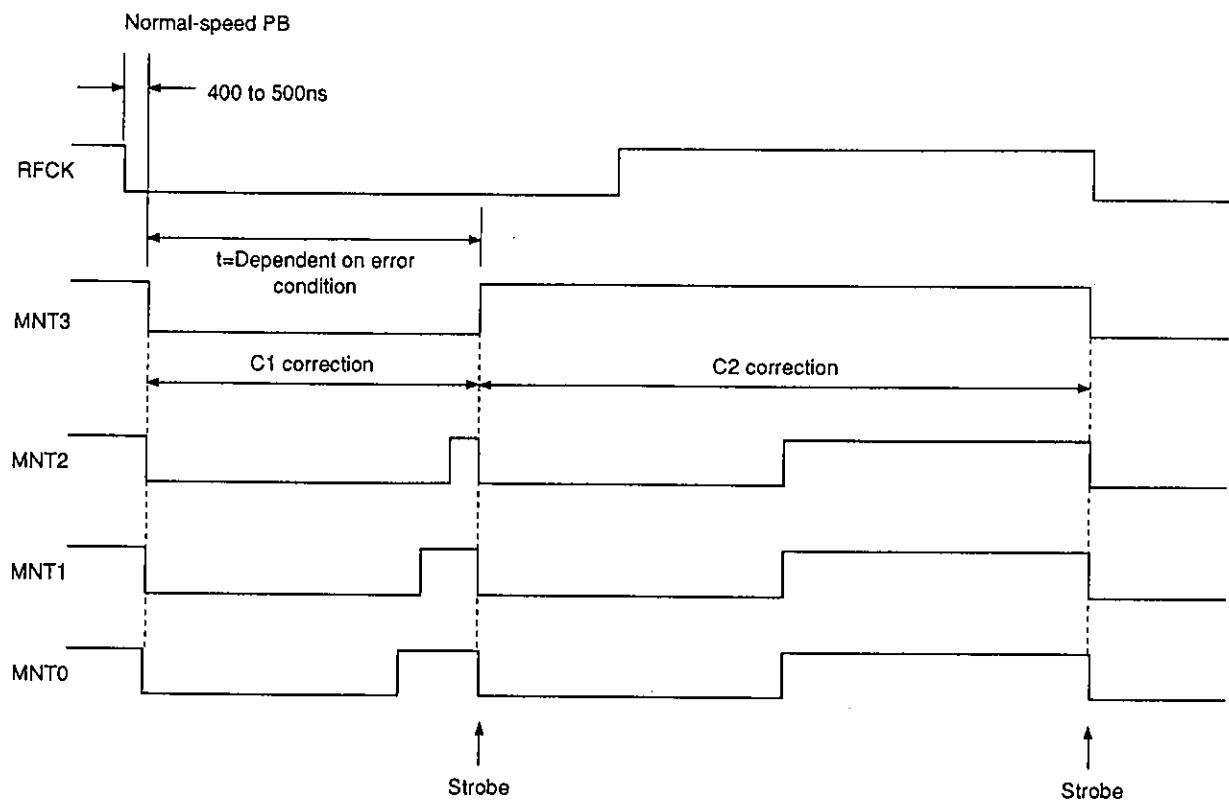 Normal-speed PB
400 to 500ns
RFCK
t=Dependent on error
condition
MNT3
C1 correction
C2 correction
MNT2
MNT1
MNT0
Strobe
Strobe